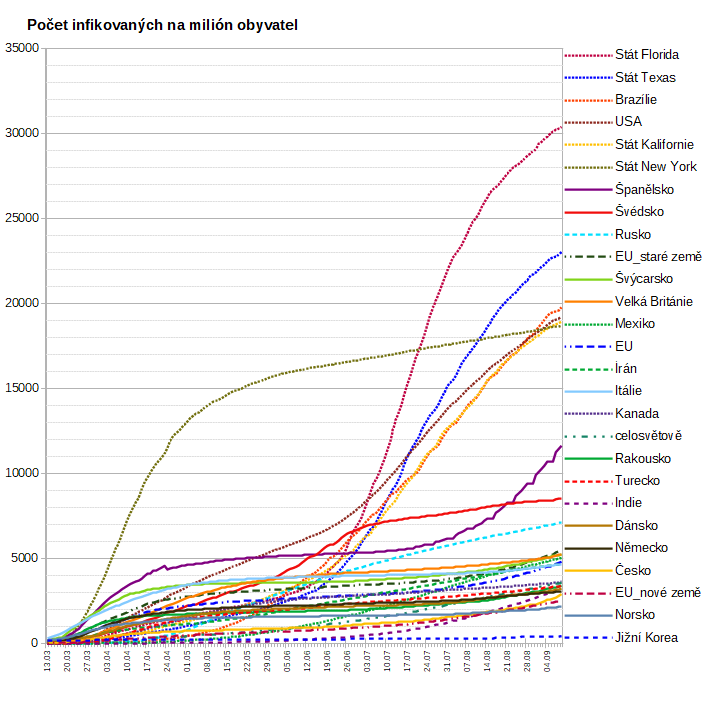 Počet infikovaných na milión obyvatel
35000
30000
25000
20000
15000
10000
5000
0
13.03
20.03
27.03
03.04
10.04
17.04
24.04
01.05
08.05
15.05
22.05
29.05
05.06
12.06
19.06
26.06
03.07
10.07
17.07
24.07
31.07
07.08
14.08
21.08
28.08
04.09
Stát Florida
Stát Texas
Brazílie
USA
Stát Kalifornie
Stát New York
Španělsko
Švédsko
Rusko
EU_staré země
Švýcarsko
Velká Británie
Mexiko
EU
Írán
Itálie
Kanada
celosvětově
Rakousko
Turecko
Indie
Dánsko
Německo
Česko
EU_nové země
Norsko
Jižní Korea